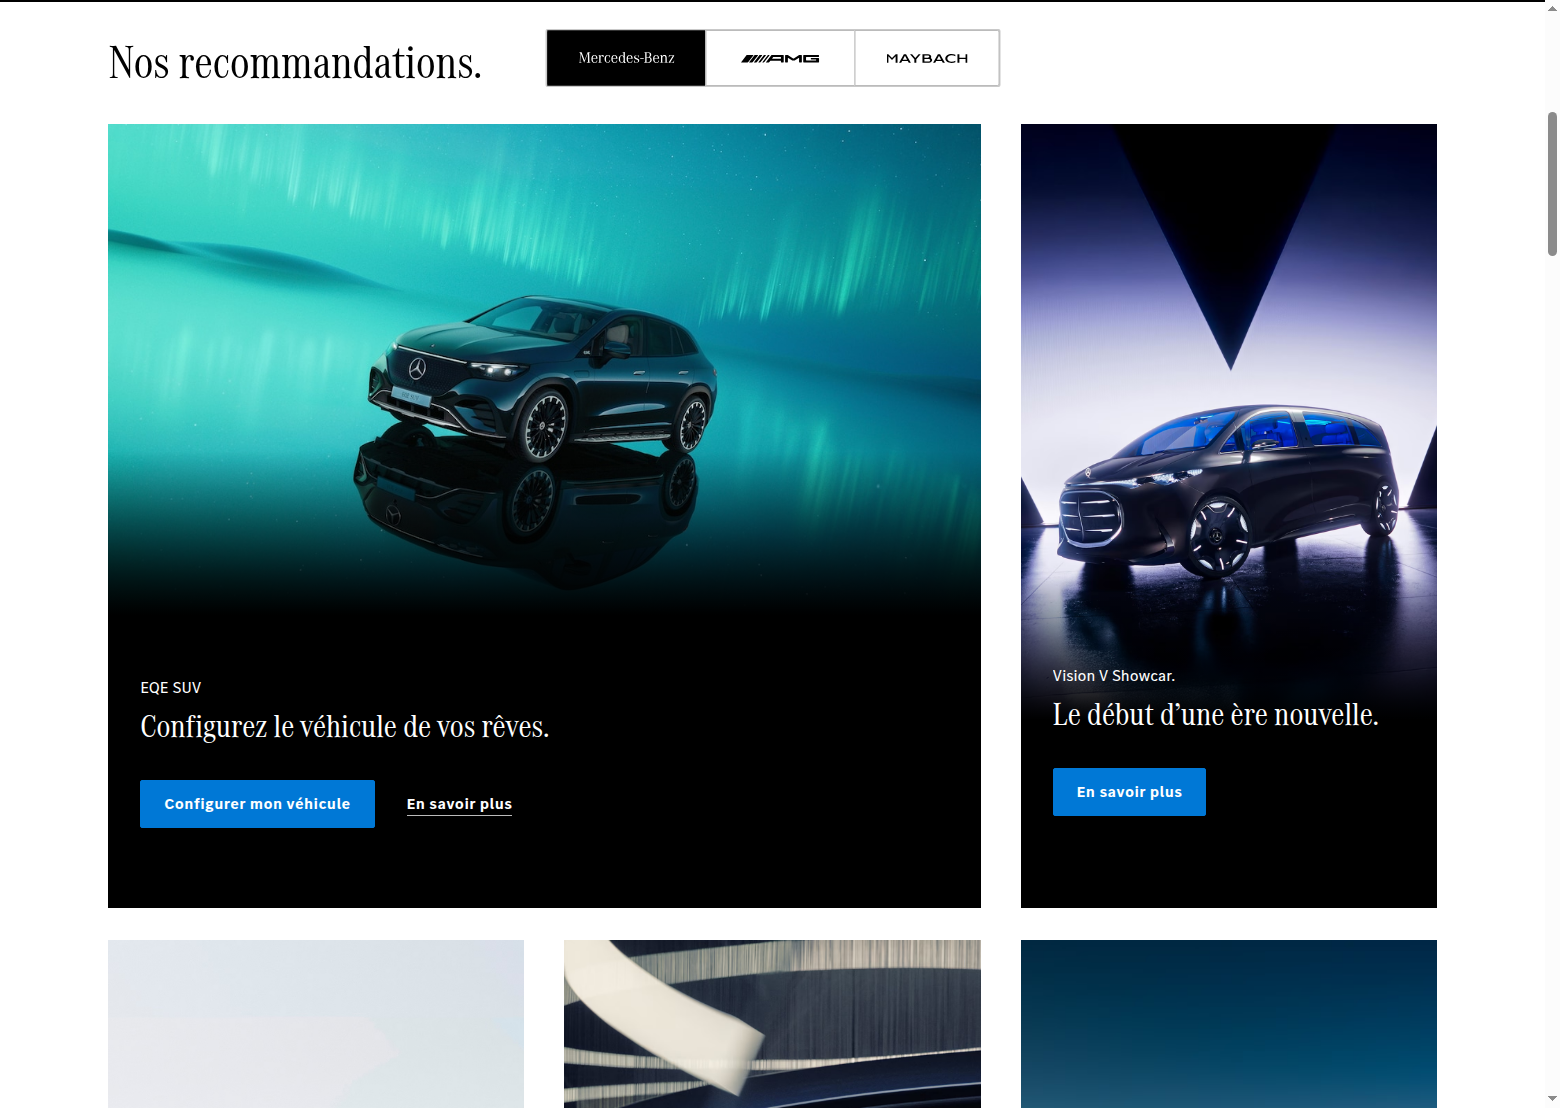 Nos recommandations.
Mercedes-Benz
AMG
MAYBACH
EQE SUV
Configurez le véhicule de vos rêves.
Configurer mon véhicule
En savoir plus
Vision V Showcar.
Le début d’une ère nouvelle.
En savoir plus